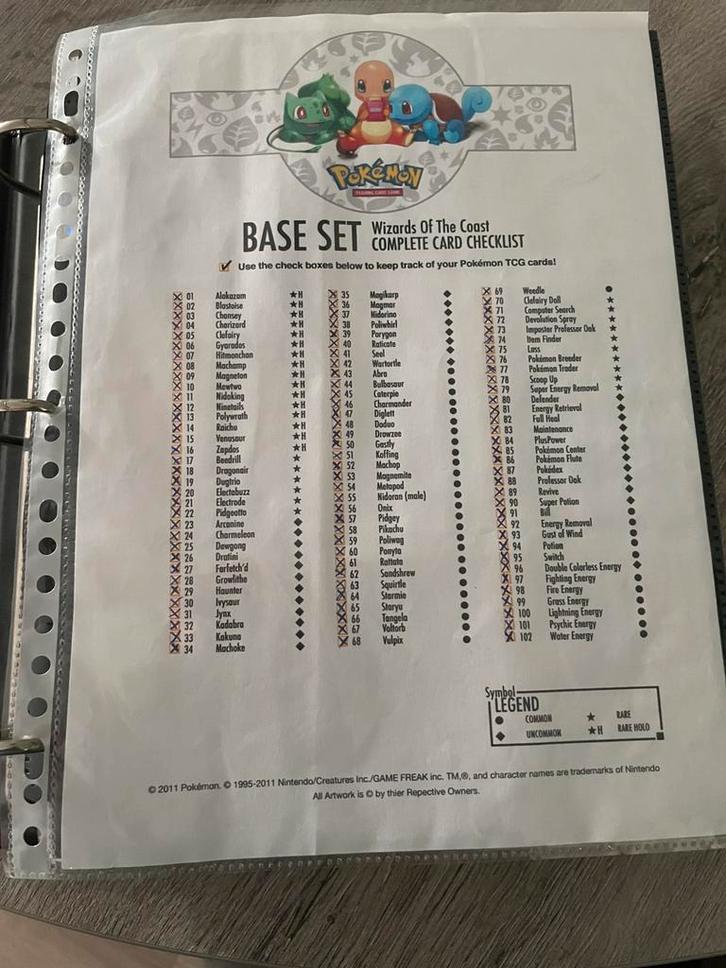 POKÉMON
TRADING CARD GAME
BASE SET Wizards Of The Coast
COMPLETE CARD CHECKLIST
Use the check boxes below to keep track of your Pokémon TCG cards!
01 Alakazam ★H
02 Blastoise ★H
03 Chansey ★H
04 Charizard ★H
05 Clefairy ★H
06 Gyarados ★H
07 Hitmonchan ★H
08 Machamp ★H
09 Magneton ★H
10 Mewtwo ★H
11 Nidoking ★H
12 Ninetails ★H
13 Polywrath ★H
14 Raichu ★H
15 Venusaur ★H
16 Zapdos ★H
17 Beedrill ★
18 Dragonair ★
19 Dugtrio ★
20 Electabuzz ★
21 Electrode ★
22 Pidgeotto ★
23 Arcanine ◆
24 Charmeleon ◆
25 Dewgong ◆
26 Dratini ◆
27 Farfetch'd ◆
28 Growlithe ◆
29 Haunter ◆
30 Ivysaur ◆
31 Jynx ◆
32 Kadabra ◆
33 Kakuna ◆
34 Machoke ◆
35 Magikarp ◆
36 Magmar ◆
37 Nidorino ◆
38 Poliwhirl ◆
39 Porygon ◆
40 Raticate ◆
41 Seel ◆
42 Wartortle ◆
43 Abra ●
44 Bulbasaur ●
45 Caterpie ●
46 Charmander ●
47 Diglett ●
48 Doduo ●
49 Drowzee ●
50 Gastly ●
51 Koffing ●
52 Machop ●
53 Magnemite ●
54 Metapod ●
55 Nidoran (male) ●
56 Onix ●
57 Pidgey ●
58 Pikachu ●
59 Poliwag ●
60 Ponyta ●
61 Rattata ●
62 Sandshrew ●
63 Squirtle ●
64 Starmie ●
65 Staryu ●
66 Tangela ●
67 Voltorb ●
68 Vulpix ●
69 Weedle ●
70 Clefairy Doll ★
71 Computer Search ★
72 Devolution Spray ★
73 Imposter Professor Oak ★
74 Item Finder ★
75 Lass ★
76 Pokémon Breeder ★
77 Pokémon Trader ★
78 Scoop Up ★
79 Super Energy Removal ★
80 Defender ◆
81 Energy Retrieval ◆
82 Full Heal ◆
83 Maintenance ◆
84 PlusPower ◆
85 Pokémon Center ◆
86 Pokémon Flute ◆
87 Pokédex ◆
88 Professor Oak ◆
89 Revive ◆
90 Super Potion ◆
91 Bill ●
92 Energy Removal ●
93 Gust of Wind ●
94 Potion ●
95 Switch ●
96 Double Colorless Energy ◆
97 Fighting Energy ●
98 Fire Energy ●
99 Grass Energy ●
100 Lightning Energy ●
101 Psychic Energy ●
102 Water Energy ●
Symbol
LEGEND
● COMMON ★ RARE
◆ UNCOMMON ★H RARE HOLO
© 2011 Pokémon. © 1995-2011 Nintendo/Creatures Inc./GAME FREAK inc. TM,®, and character names are trademarks of Nintendo
All Artwork is © by thier Repective Owners.